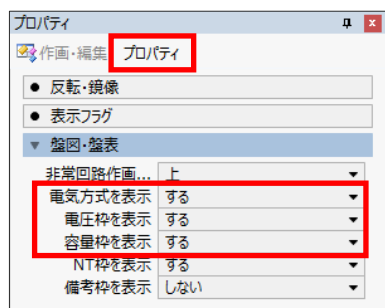 プロパティ
作画・編集 プロパティ
● 反転・鏡像
● 表示フラグ
▼ 盤図・盤表
非常回路作画... 上
電気方式を表示 する
電圧枠を表示 する
容量枠を表示 する
NT枠を表示 する
備考枠を表示 しない